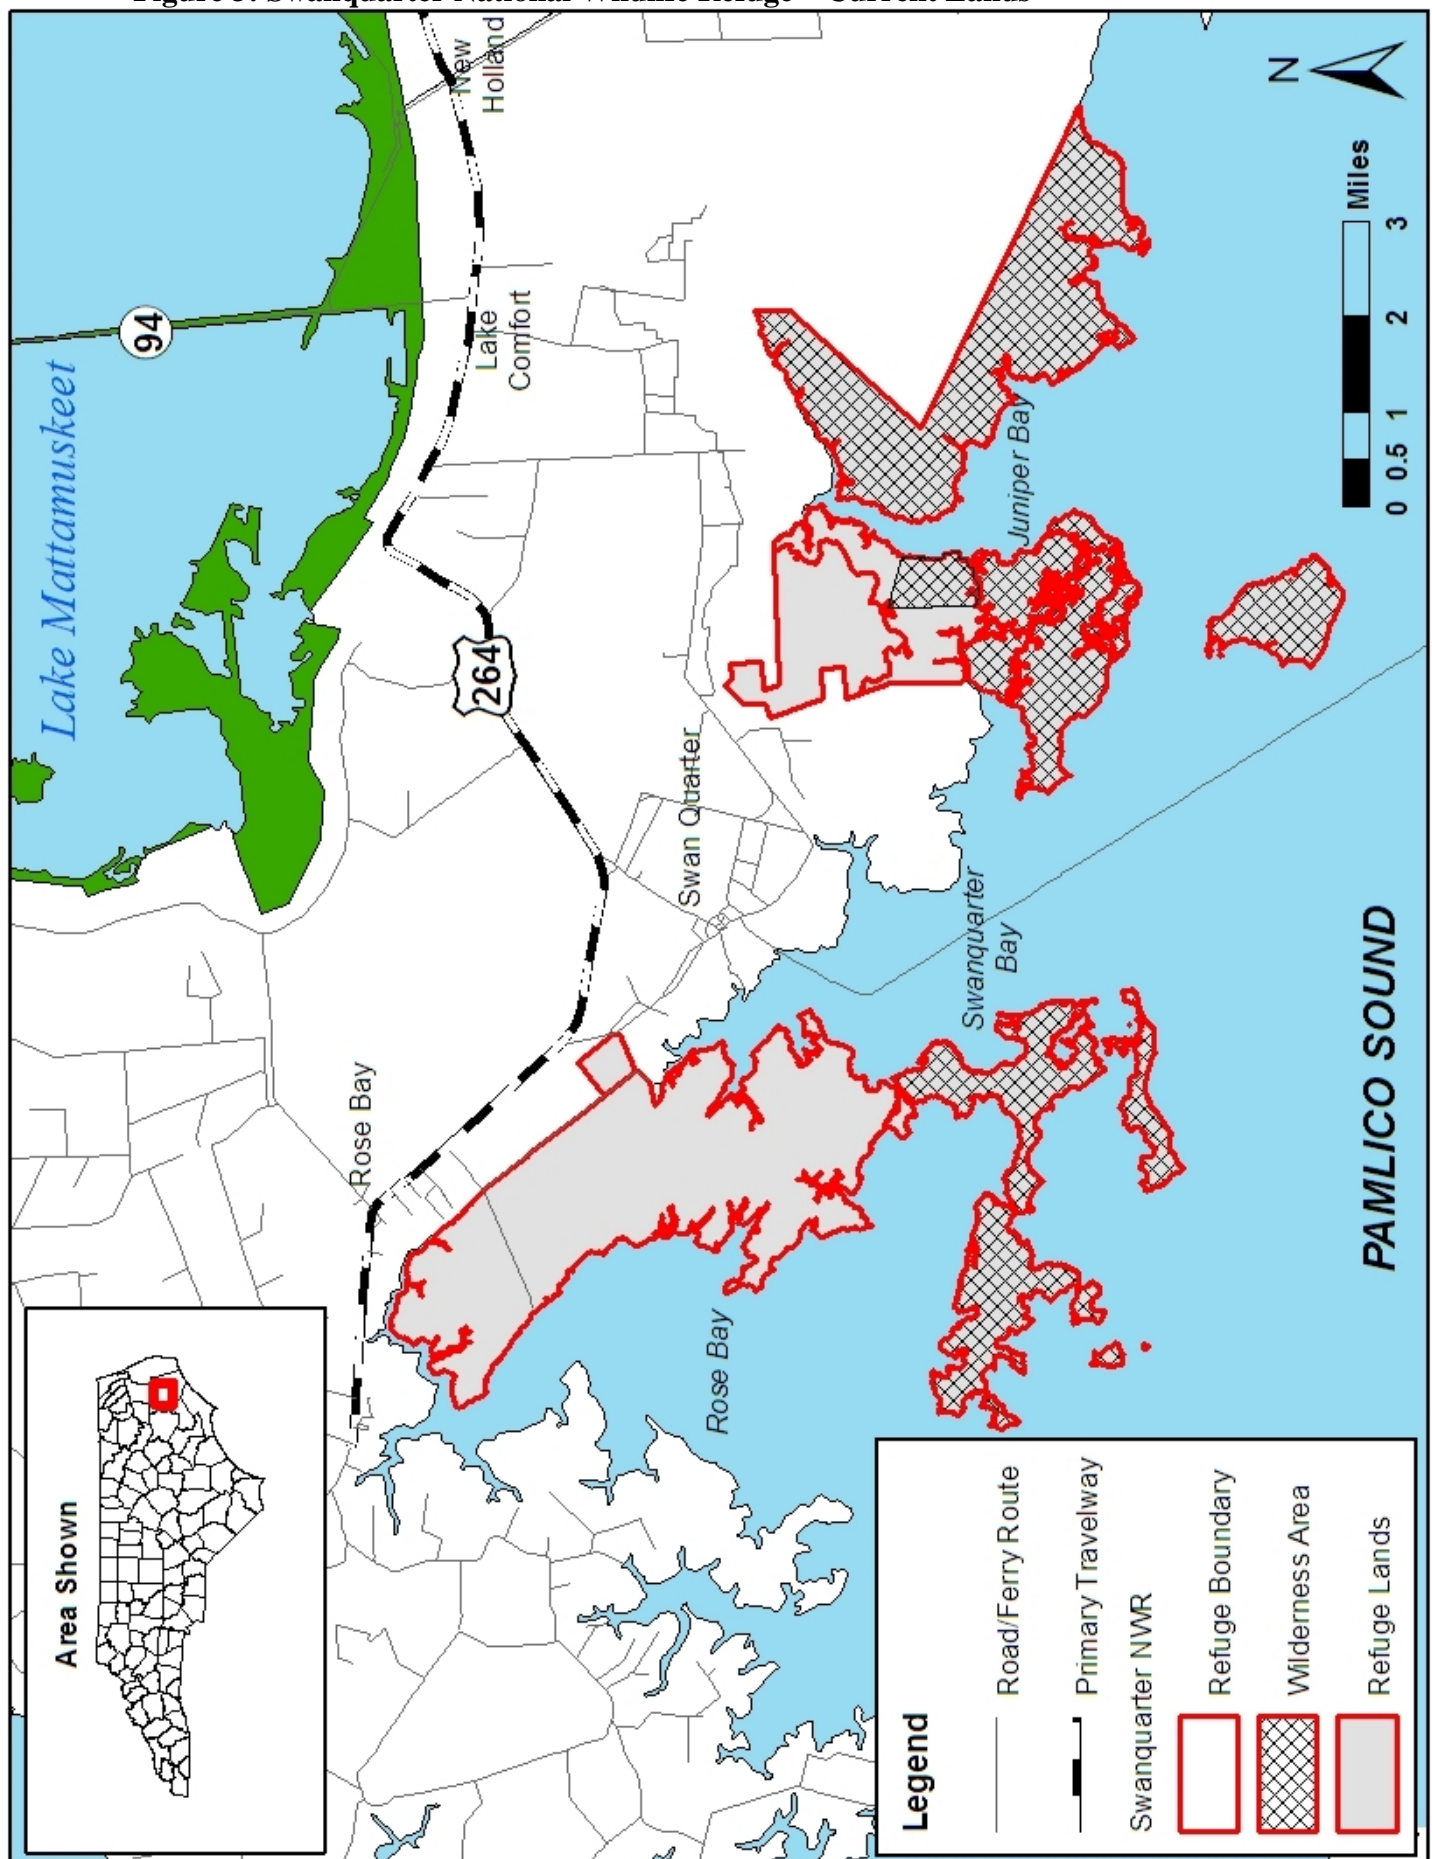 Figure 3. Swanquarter National Wildlife Refuge - Current Lands
Lake Mattamuskeet
94
New
Holland
Lake
Comfort
264
Swan Quarter
Rose Bay
Juniper Bay
Swanquarter
Bay
Rose Bay
PAMLICO SOUND
N
0 0.5 1 2 3
Miles
Area Shown
Legend
Road/Ferry Route
Primary Travelway
Swanquarter NWR
Refuge Boundary
Wilderness Area
Refuge Lands